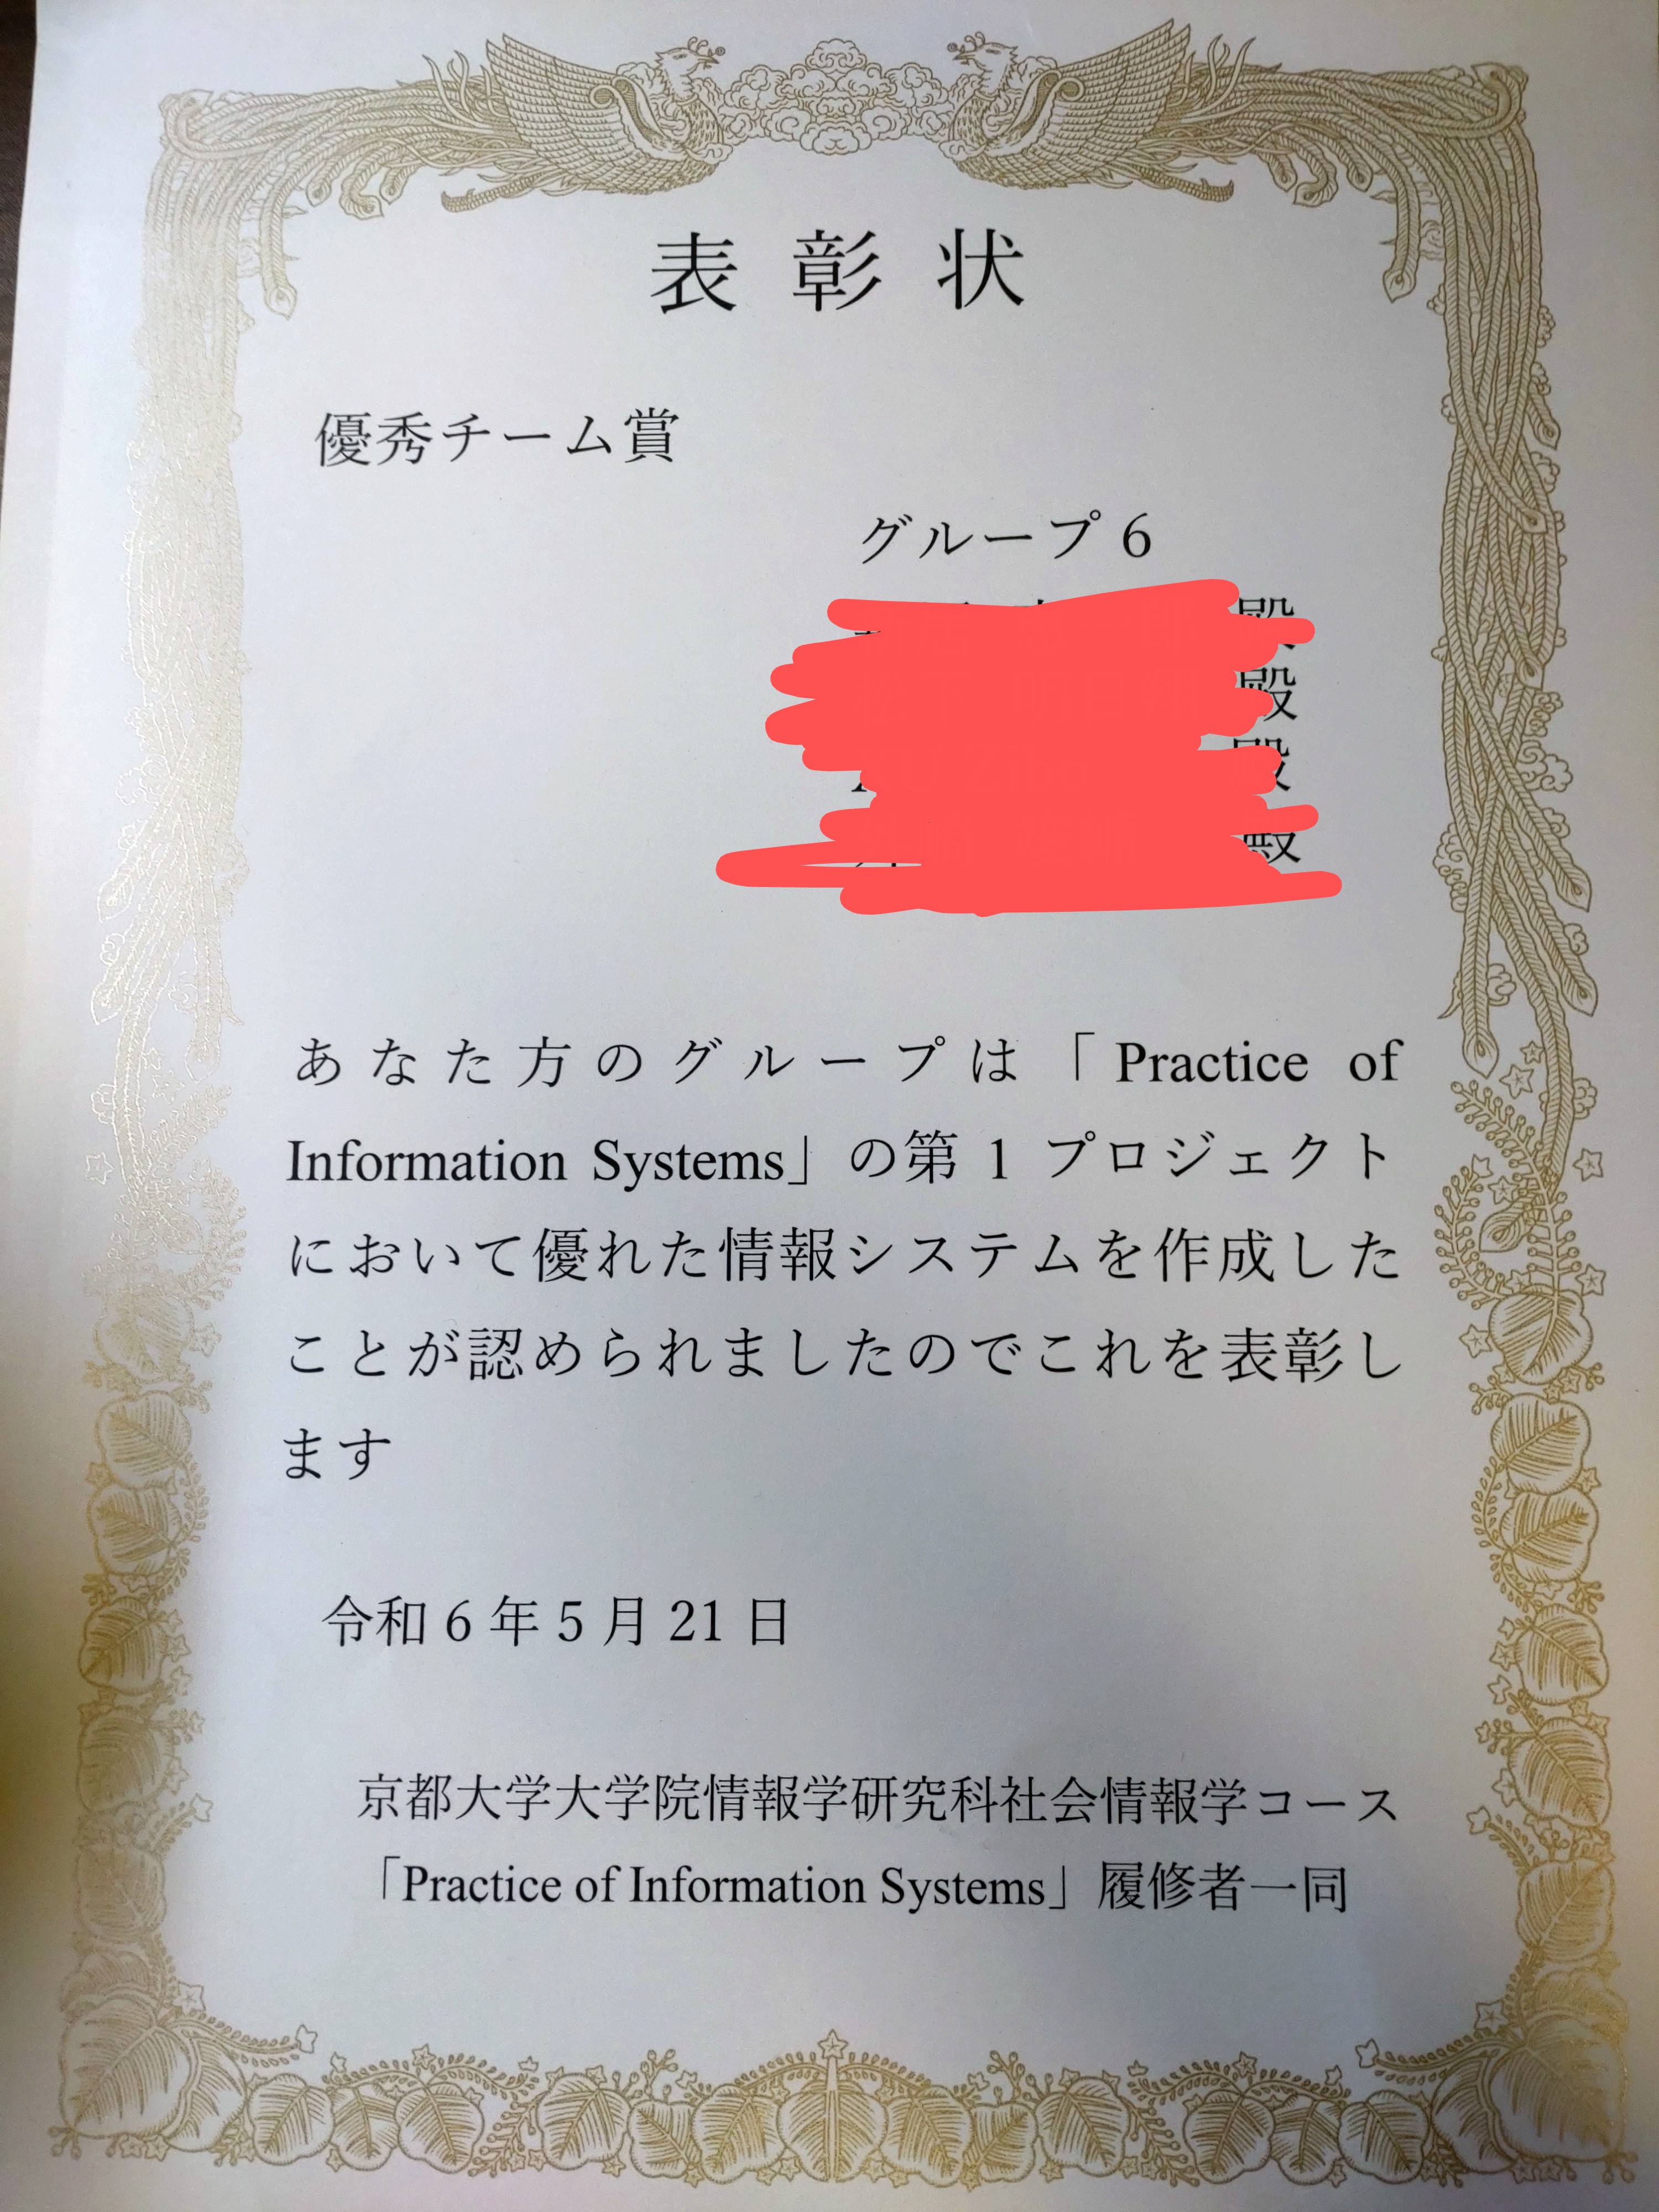 表彰状
優秀チーム賞
グループ 6
殿
殿
殿
殿
あなた方のグループは「Practice of
Information Systems」の第 1 プロジェクト
において優れた情報システムを作成した
ことが認められましたのでこれを表彰し
ます
令和 6 年 5 月 21 日
京都大学大学院情報学研究科社会情報学コース
「Practice of Information Systems」履修者一同